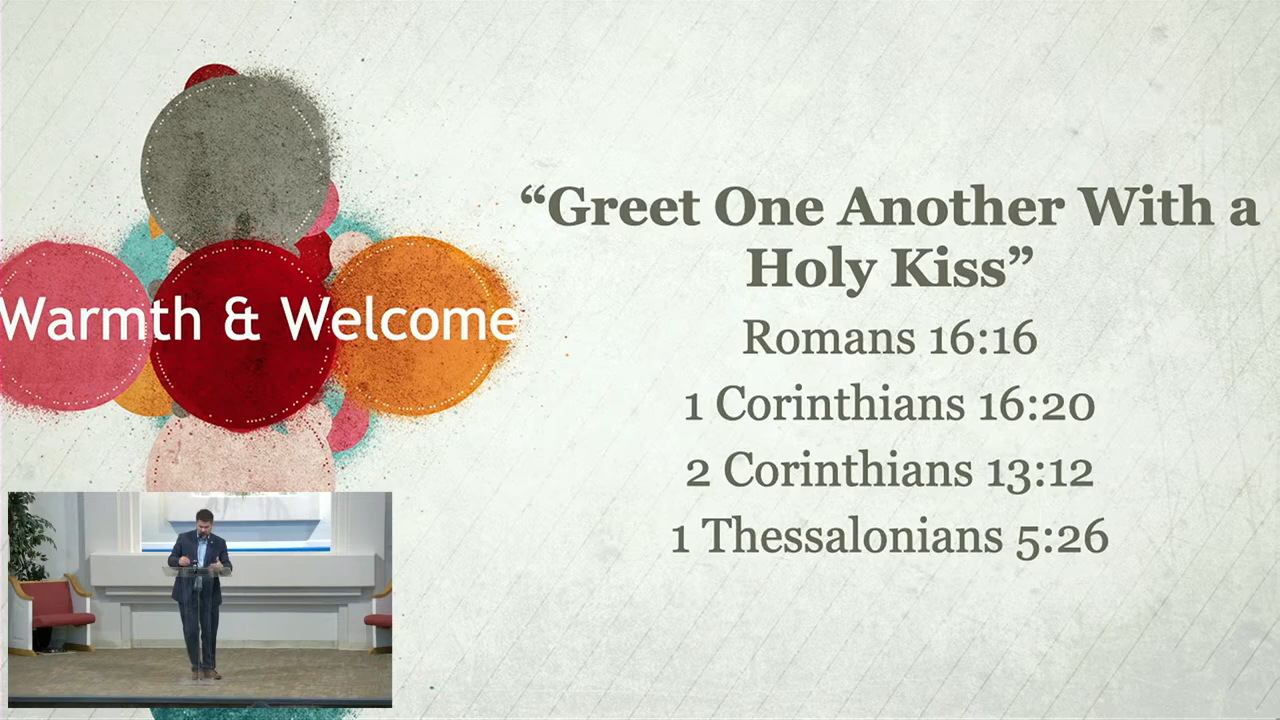 Warmth & Welcome
“Greet One Another With a
Holy Kiss”
Romans 16:16
1 Corinthians 16:20
2 Corinthians 13:12
1 Thessalonians 5:26